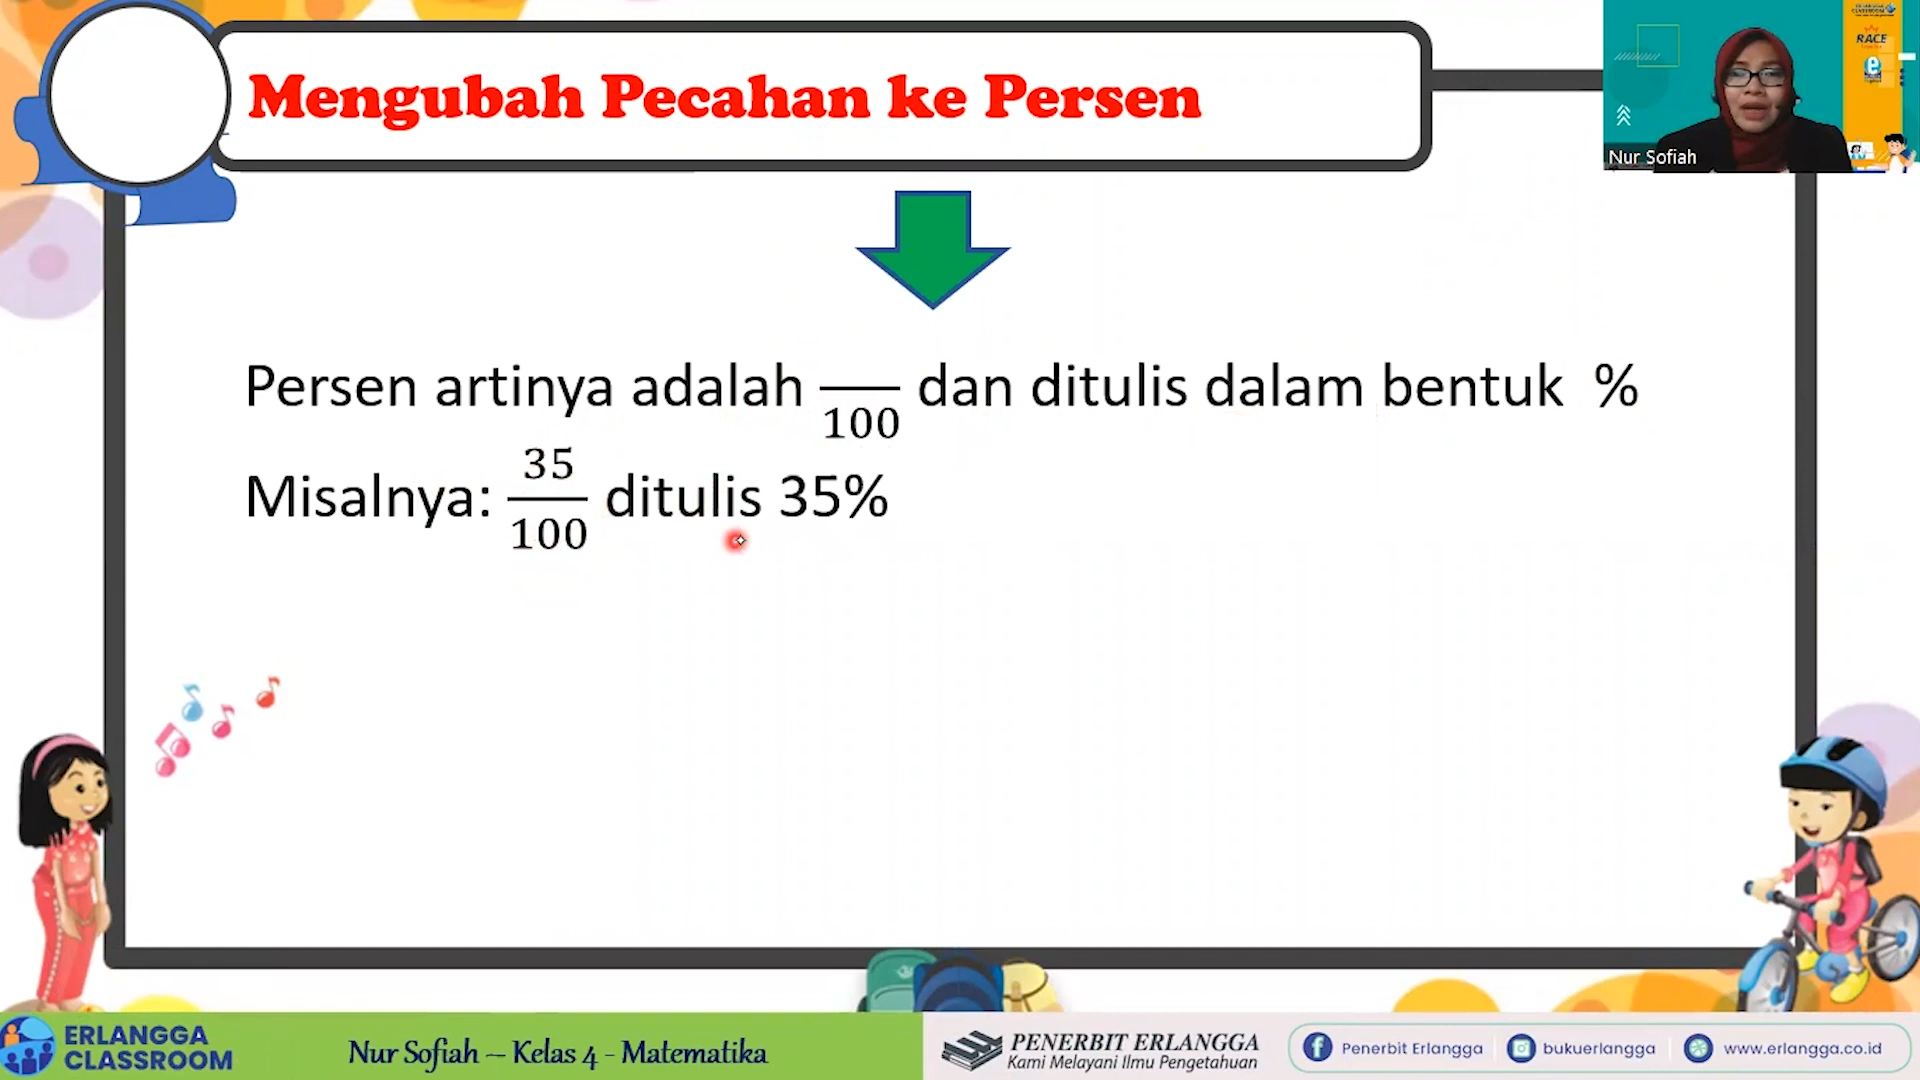 Mengubah Pecahan ke Persen
ERLANGGA
CLASSROOM
RACE
e
Nur Sofiah
Persen artinya adalah —/100 dan ditulis dalam bentuk %
Misalnya: 35/100 ditulis 35%
ERLANGGA
CLASSROOM
Nur Sofiah – Kelas 4 - Matematika
PENERBIT ERLANGGA
Kami Melayani Ilmu Pengetahuan
Penerbit Erlangga
bukuerlangga
www.erlangga.co.id